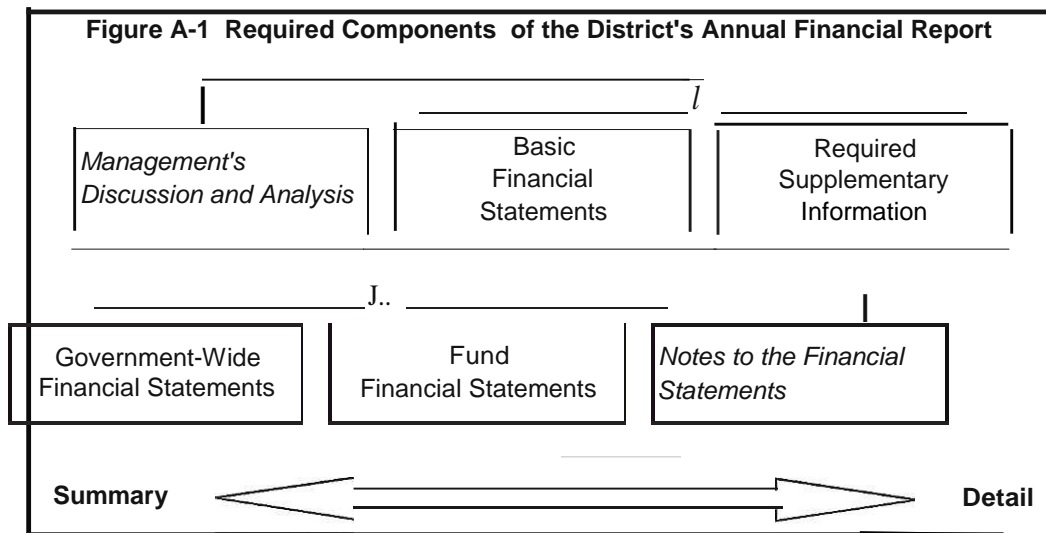 Figure A-1 Required Components of the District's Annual Financial Report
l
Management's
Discussion and Analysis
Basic
Financial
Statements
Required
Supplementary
Information
J..
Government-Wide
Financial Statements
Fund
Financial Statements
Notes to the Financial
Statements
Summary
Detail